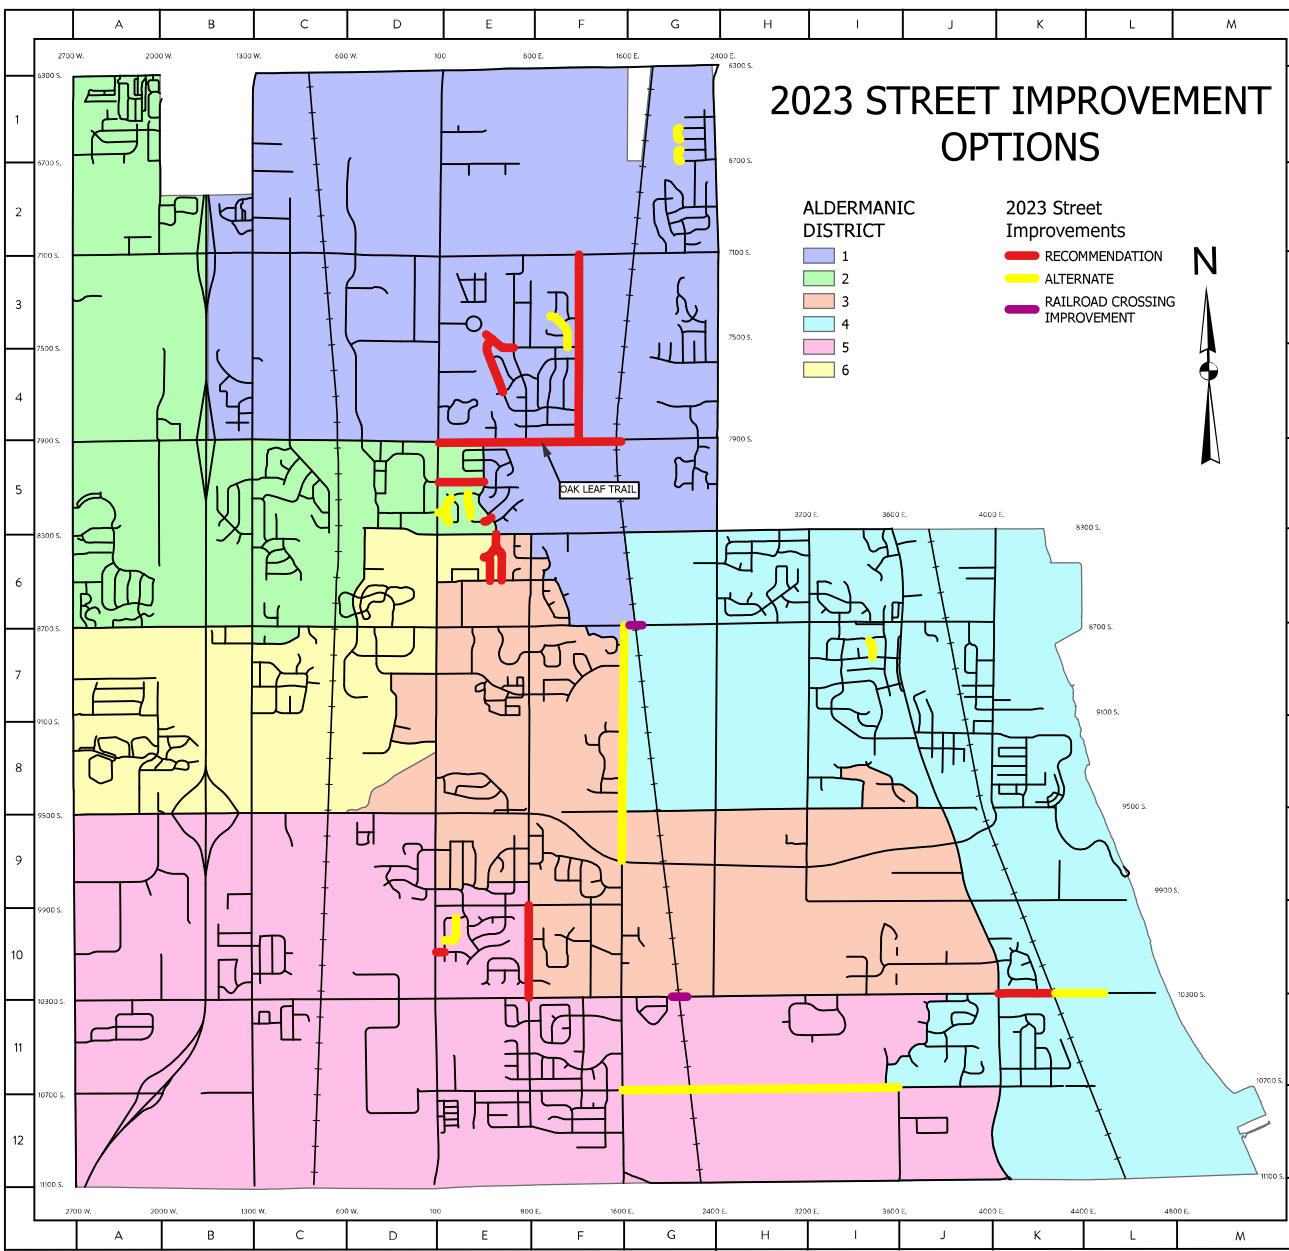 A B C D E F G H I J K L M
2700 W. 2000 W. 1300 W. 600 W. 100 800 E. 1600 E. 2400 E.
6300 S. 6300 S.
2023 STREET IMPROVEMENT
OPTIONS
1
6700 S. 6700 S.
ALDERMANIC
DISTRICT
1
2
3
4
5
6
2023 Street
Improvements
RECOMMENDATION
ALTERNATE
RAILROAD CROSSING
IMPROVEMENT
N
2
7100 S. 7100 S.
3
7500 S. 7500 S.
4
7900 S. 7900 S.
5
OAK LEAF TRAIL
3200 E. 3600 E. 4000 E.
8300 S. 8300 S.
6
8700 S. 8700 S.
7
9100 S. 9100 S.
8
9500 S. 9500 S.
9
9900 S. 9900 S.
10
10300 S. 10300 S.
11
10700 S. 10700 S.
12
11100 S. 11100 S.
2700 W. 2000 W. 1300 W. 600 W. 100 800 E. 1600 E. 2400 E. 3200 E. 3600 E. 4000 E. 4400 E. 4800 E.
A B C D E F G H I J K L M